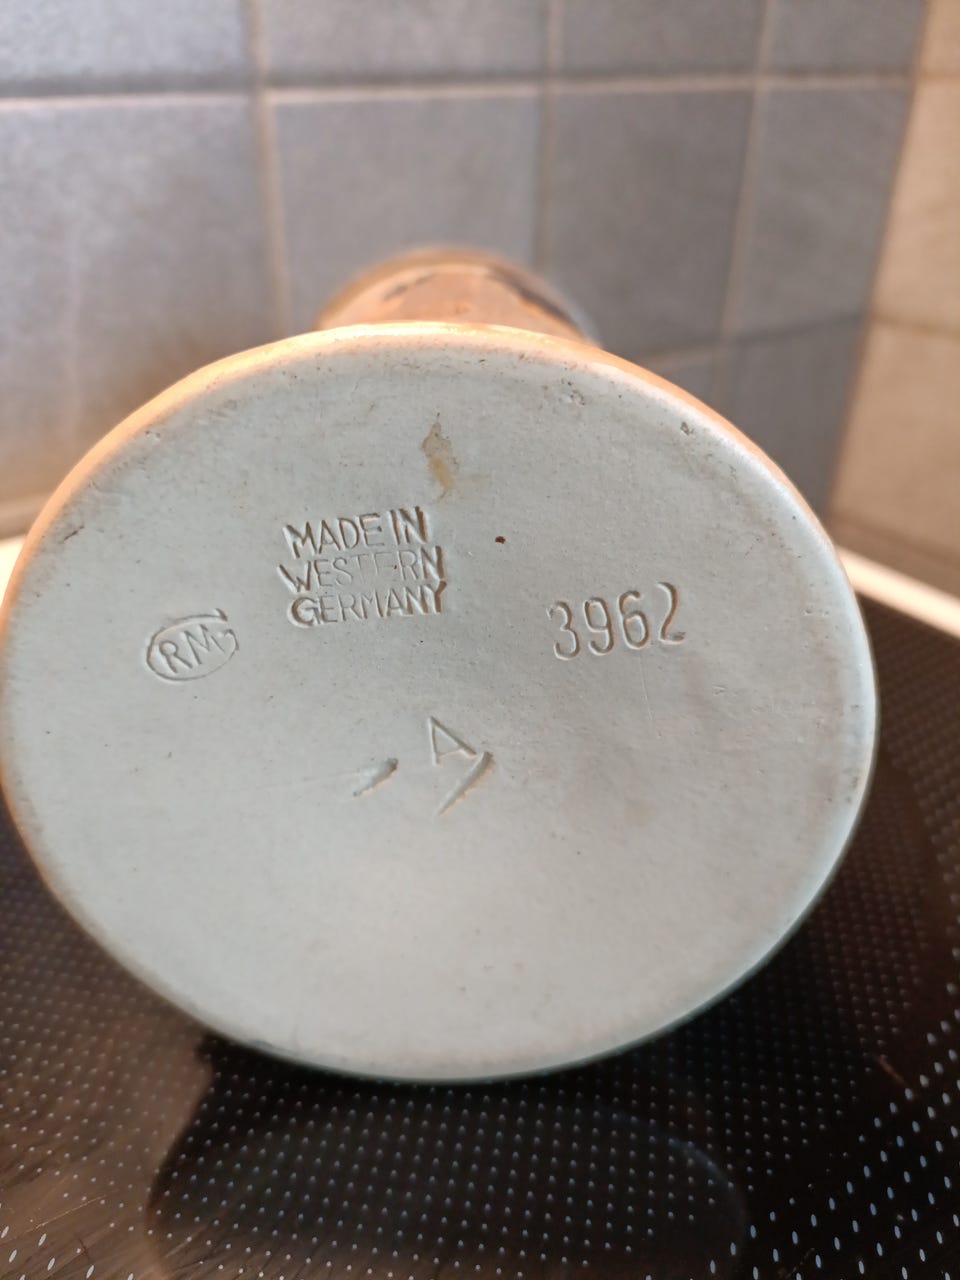 MADE IN
WESTERN
GERMANY
RM
3962
A